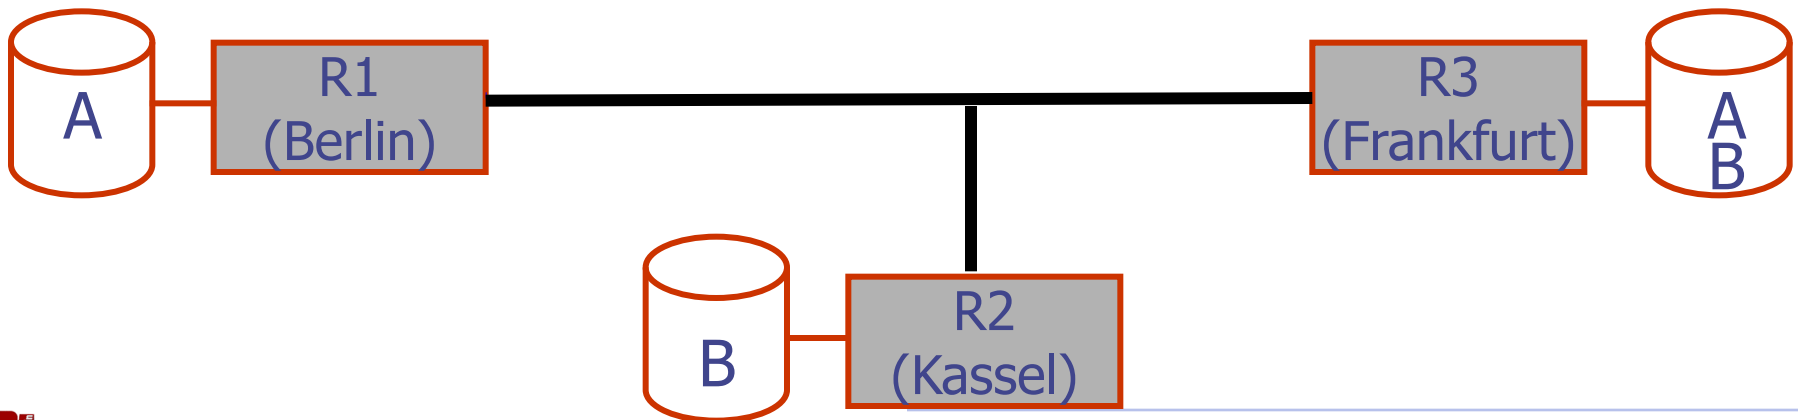 A
R1
(Berlin)
R3
(Frankfurt)
A
B
B
R2
(Kassel)